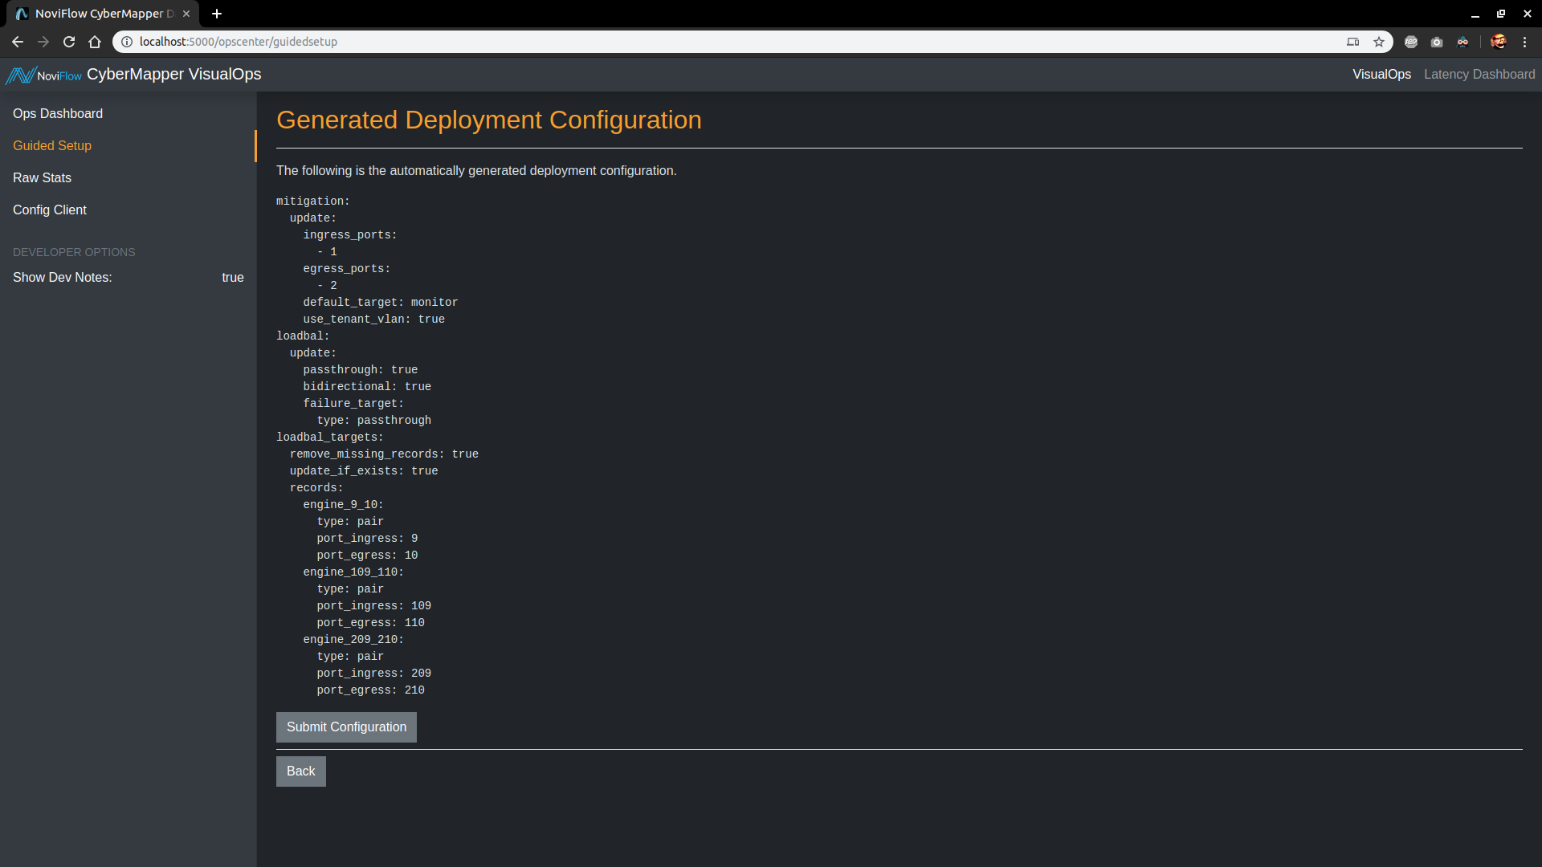 NoviFlow CyberMapper D
localhost:5000/opscenter/guidedsetup
NoviFlow CyberMapper VisualOps
VisualOps
Latency Dashboard
Ops Dashboard
Guided Setup
Raw Stats
Config Client
DEVELOPER OPTIONS
Show Dev Notes: true
Generated Deployment Configuration
The following is the automatically generated deployment configuration.
mitigation:
  update:
    ingress_ports:
      - 1
    egress_ports:
      - 2
    default_target: monitor
    use_tenant_vlan: true
loadbal:
  update:
    passthrough: true
    bidirectional: true
    failure_target:
      type: passthrough
loadbal_targets:
  remove_missing_records: true
  update_if_exists: true
  records:
    engine_9_10:
      type: pair
      port_ingress: 9
      port_egress: 10
    engine_109_110:
      type: pair
      port_ingress: 109
      port_egress: 110
    engine_209_210:
      type: pair
      port_ingress: 209
      port_egress: 210
Submit Configuration
Back